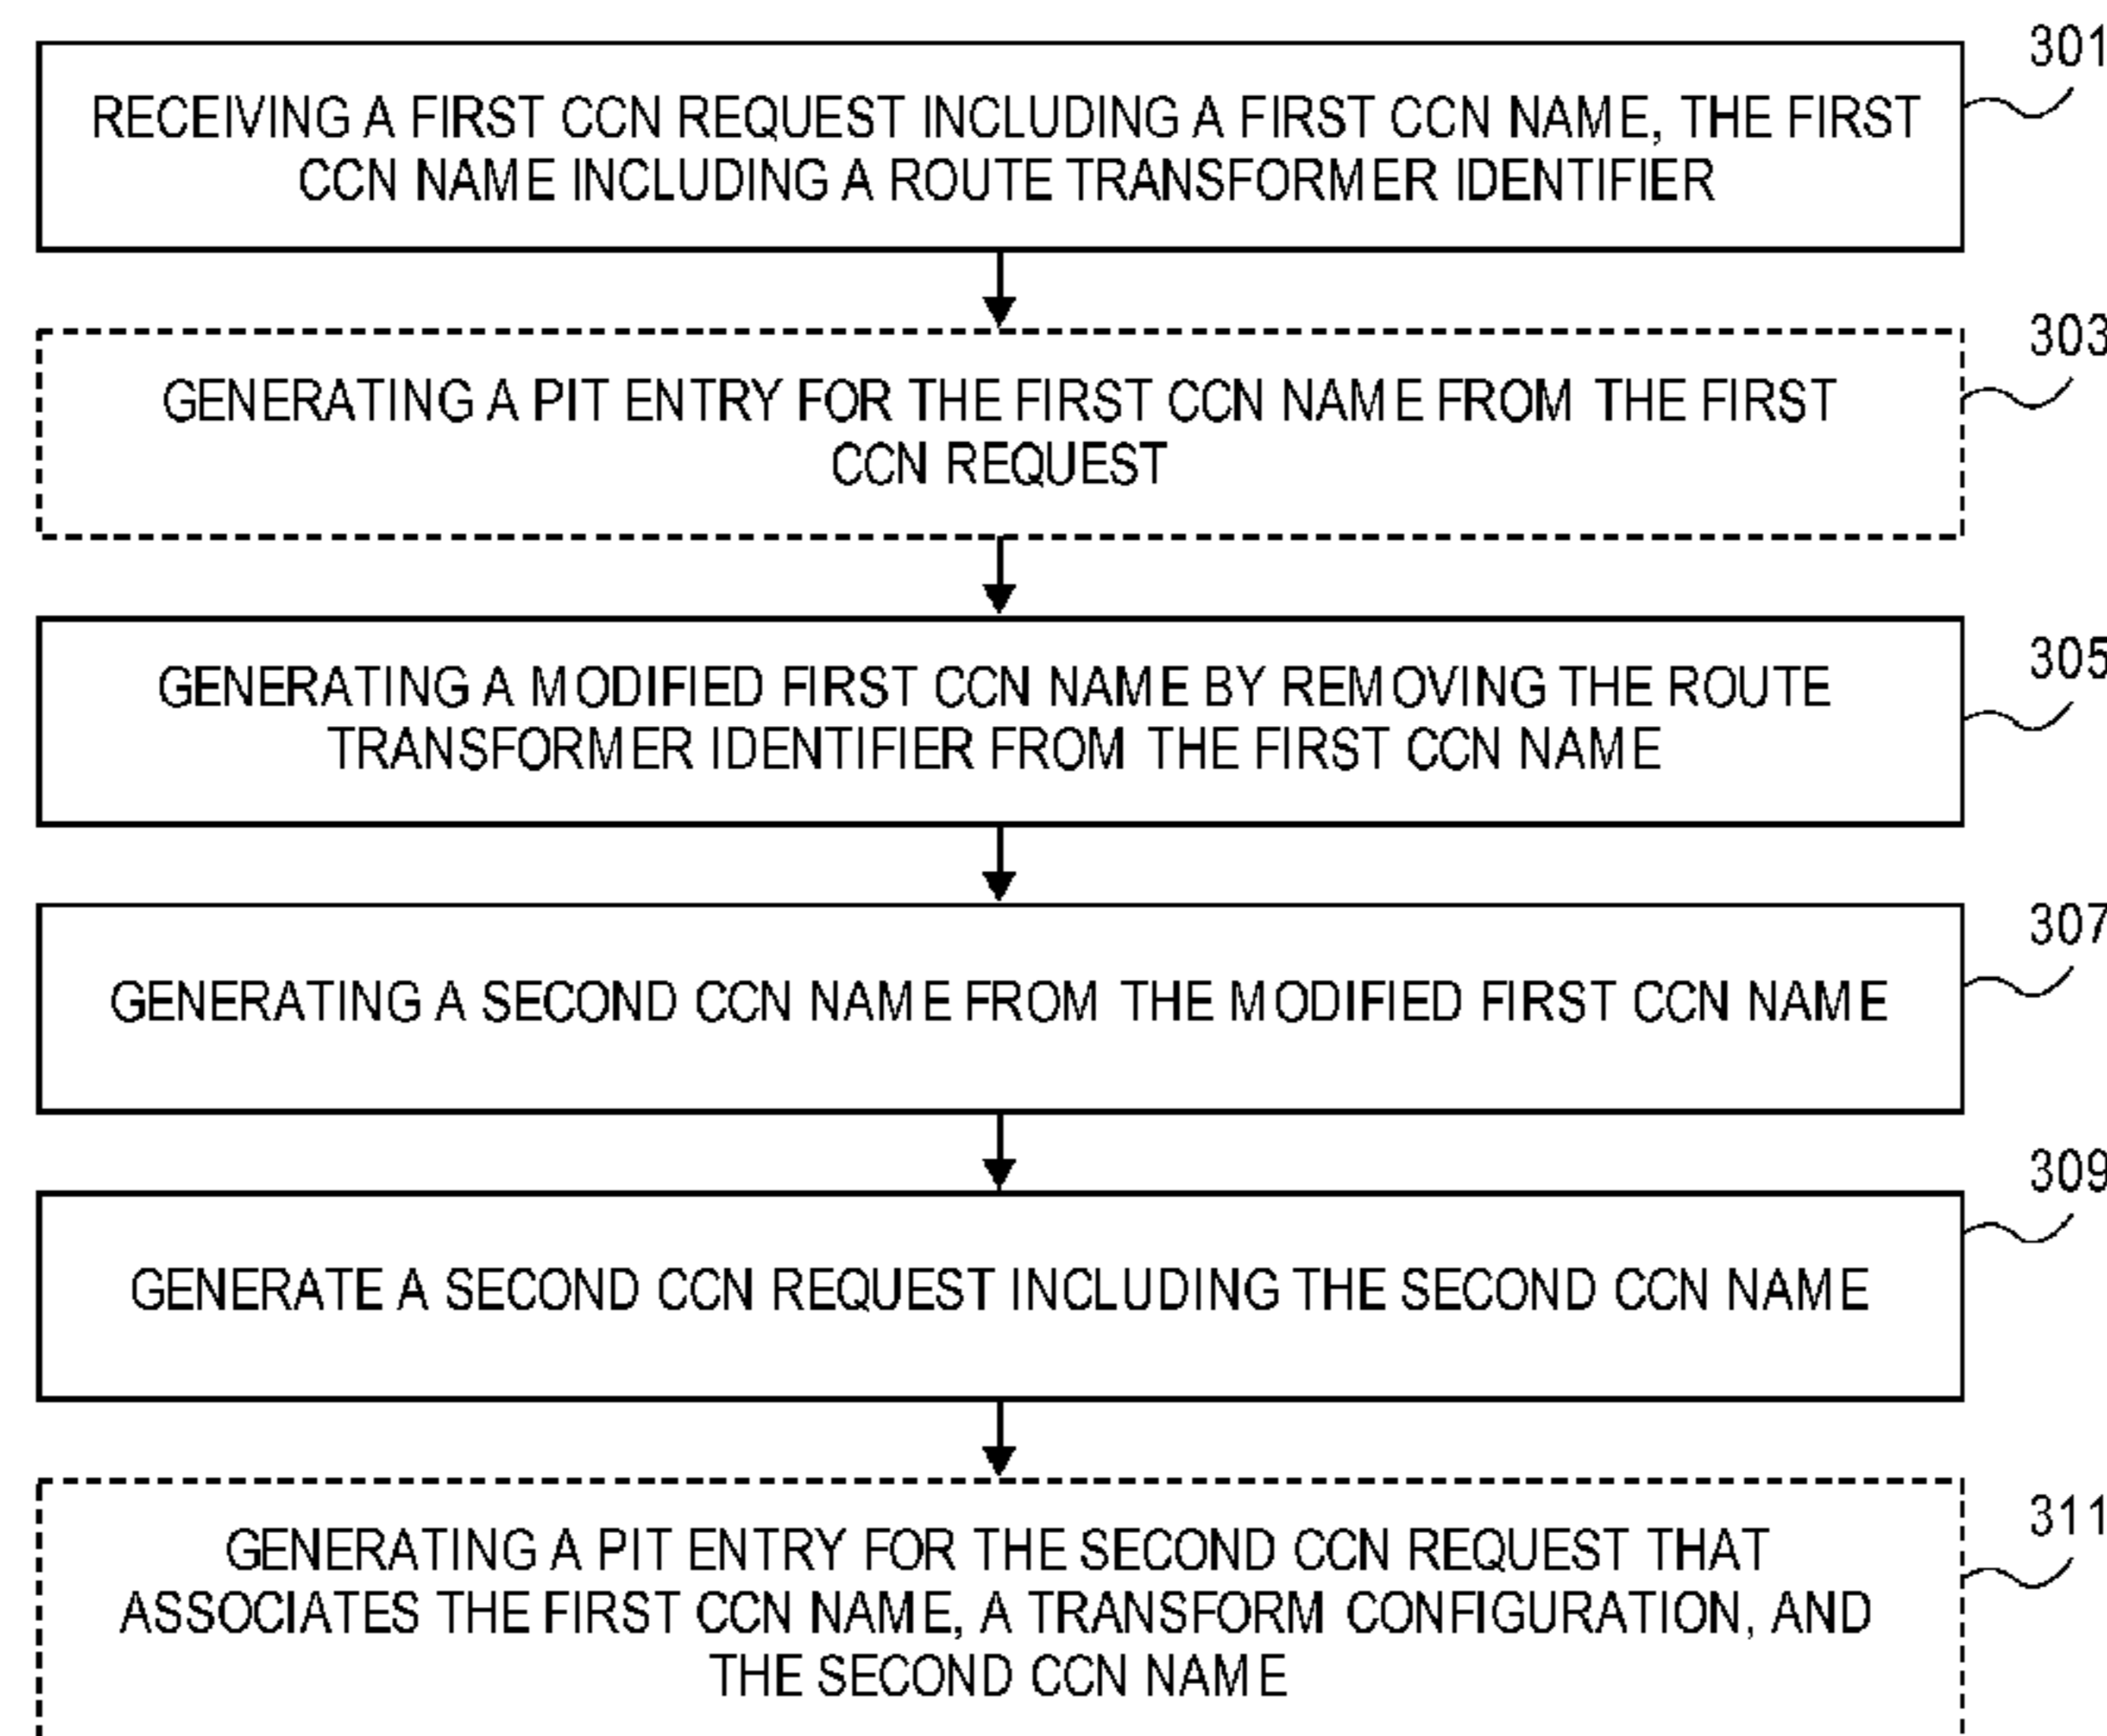 301
RECEIVING A FIRST CCN REQUEST INCLUDING A FIRST CCN NAME, THE FIRST
CCN NAME INCLUDING A ROUTE TRANSFORMER IDENTIFIER
303
GENERATING A PIT ENTRY FOR THE FIRST CCN NAME FROM THE FIRST
CCN REQUEST
305
GENERATING A MODIFIED FIRST CCN NAME BY REMOVING THE ROUTE
TRANSFORMER IDENTIFIER FROM THE FIRST CCN NAME
307
GENERATING A SECOND CCN NAME FROM THE MODIFIED FIRST CCN NAME
309
GENERATE A SECOND CCN REQUEST INCLUDING THE SECOND CCN NAME
311
GENERATING A PIT ENTRY FOR THE SECOND CCN REQUEST THAT
ASSOCIATES THE FIRST CCN NAME, A TRANSFORM CONFIGURATION, AND
THE SECOND CCN NAME